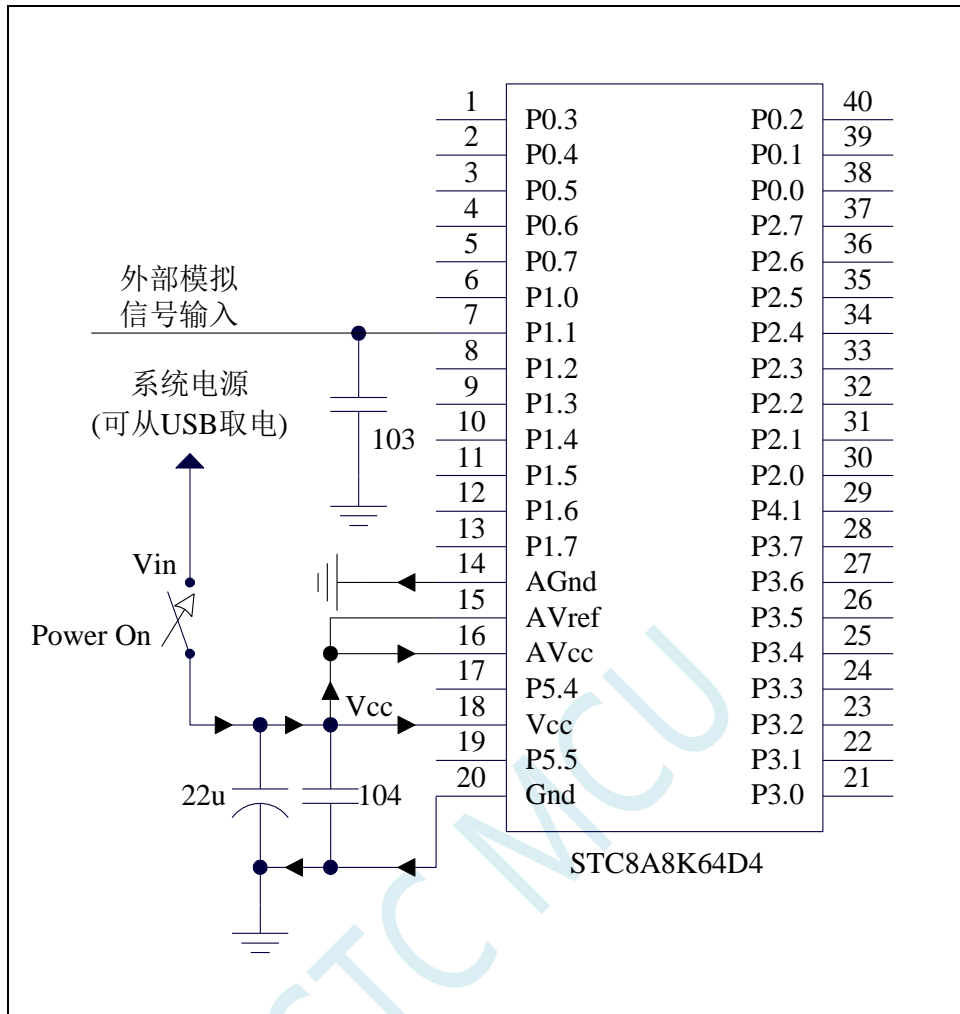 1 P0.3 P0.2 40
2 P0.4 P0.1 39
3 P0.5 P0.0 38
4 P0.6 P2.7 37
5 P0.7 P2.6 36
6 P1.0 P2.5 35
外部模拟
信号输入
7 P1.1 P2.4 34
8 P1.2 P2.3 33
系统电源
(可从USB取电)
9 P1.3 P2.2 32
103
10 P1.4 P2.1 31
11 P1.5 P2.0 30
12 P1.6 P4.1 29
13 P1.7 P3.7 28
Vin
14 AGnd P3.6 27
15 AVref P3.5 26
Power On
16 AVcc P3.4 25
17 P5.4 P3.3 24
Vcc
18 Vcc P3.2 23
19 P5.5 P3.1 22
22u
104
20 Gnd P3.0 21
STC8A8K64D4
STC MCU